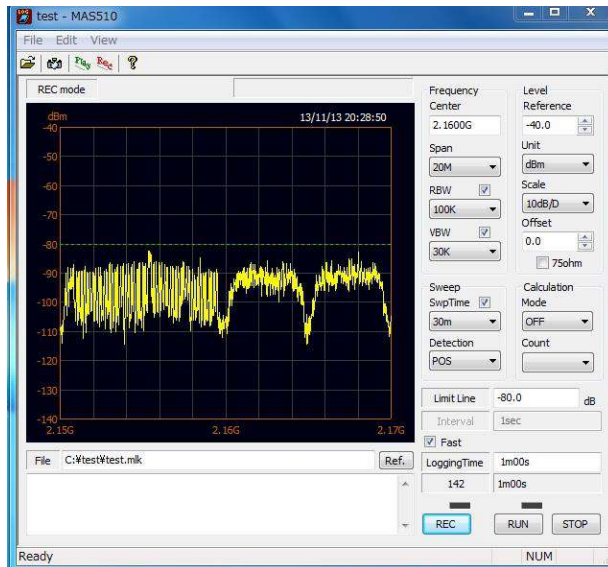 test - MAS510
File Edit View
Play Rec ?
REC mode
dBm
13/11/13 20:28:50
-40
-50
-60
-70
-80
-90
-100
-110
-120
-130
-140
2.15G 2.16G 2.17G
Frequency
Center
2.1600G
Span
20M
RBW
100K
VBW
30K
Level
Reference
-40.0
Unit
dBm
Scale
10dB/D
Offset
0.0
75ohm
Sweep
SwpTime
30m
Detection
POS
Calculation
Mode
OFF
Count
Limit Line -80.0 dB
Interval 1sec
Fast
LoggingTime 1m00s
142 1m00s
File C:¥test¥test.mlk Ref.
REC RUN STOP
Ready NUM